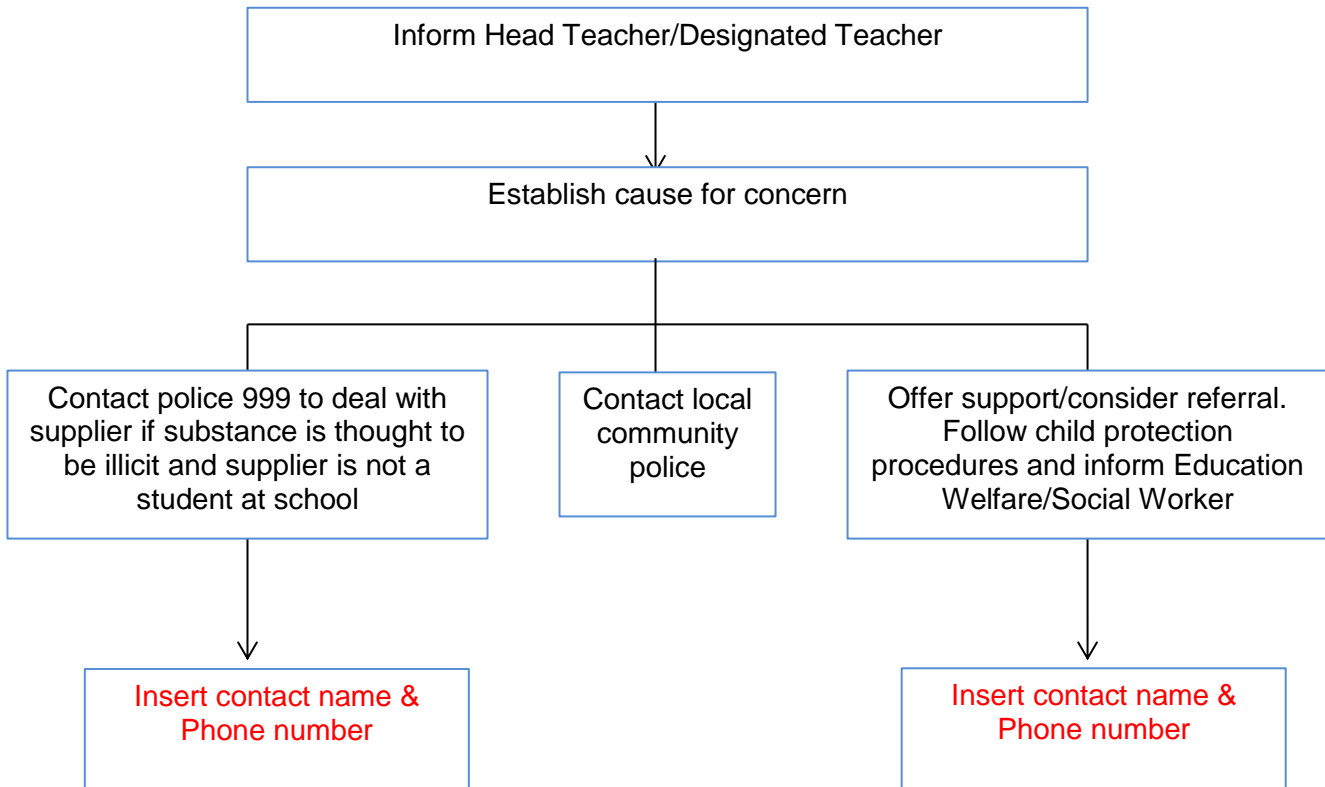 Inform Head Teacher/Designated Teacher
Establish cause for concern
Contact police 999 to deal with
supplier if substance is thought to
be illicit and supplier is not a
student at school
Contact local
community
police
Offer support/consider referral.
Follow child protection
procedures and inform Education
Welfare/Social Worker
Insert contact name &
Phone number
Insert contact name &
Phone number